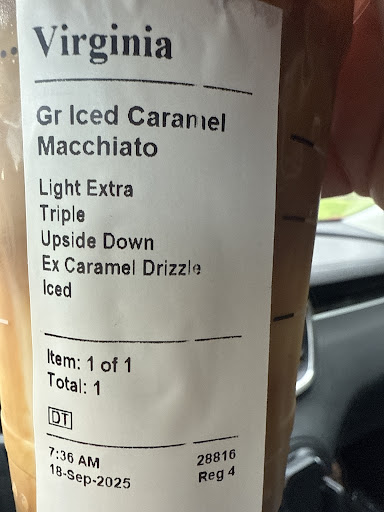 Virginia
Gr Iced Caramel
Macchiato
Light Extra
Triple
Upside Down
Ex Caramel Drizzle
Iced
Item: 1 of 1
Total: 1
DT
7:36 AM 28816
18-Sep-2025 Reg 4